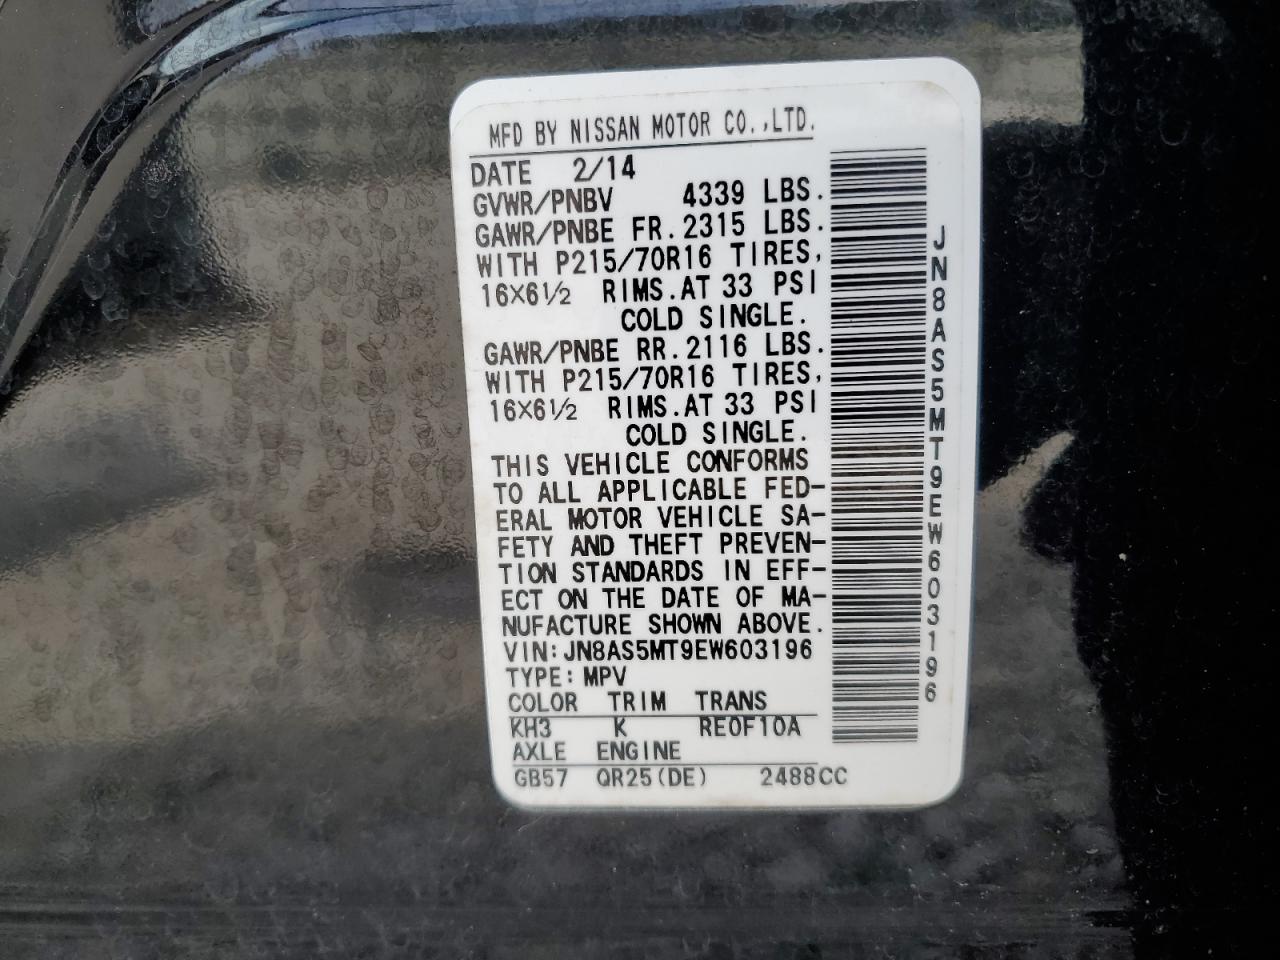 MFD BY NISSAN MOTOR CO.,LTD.
DATE 2/14
GVWR/PNBV 4339 LBS.
GAWR/PNBE FR.2315 LBS.
WITH P215/70R16 TIRES,
16×6½ RIMS.AT 33 PSI
COLD SINGLE.
GAWR/PNBE RR.2116 LBS.
WITH P215/70R16 TIRES,
16×6½ RIMS.AT 33 PSI
COLD SINGLE.
THIS VEHICLE CONFORMS
TO ALL APPLICABLE FED-
ERAL MOTOR VEHICLE SA-
FETY AND THEFT PREVEN-
TION STANDARDS IN EFF-
ECT ON THE DATE OF MA-
NUFACTURE SHOWN ABOVE.
VIN:JN8AS5MT9EW603196
TYPE:MPV
COLOR TRIM TRANS
KH3 K RE0F10A
AXLE ENGINE
GB57 QR25(DE) 2488CC
JN8AS5MT9EW603196